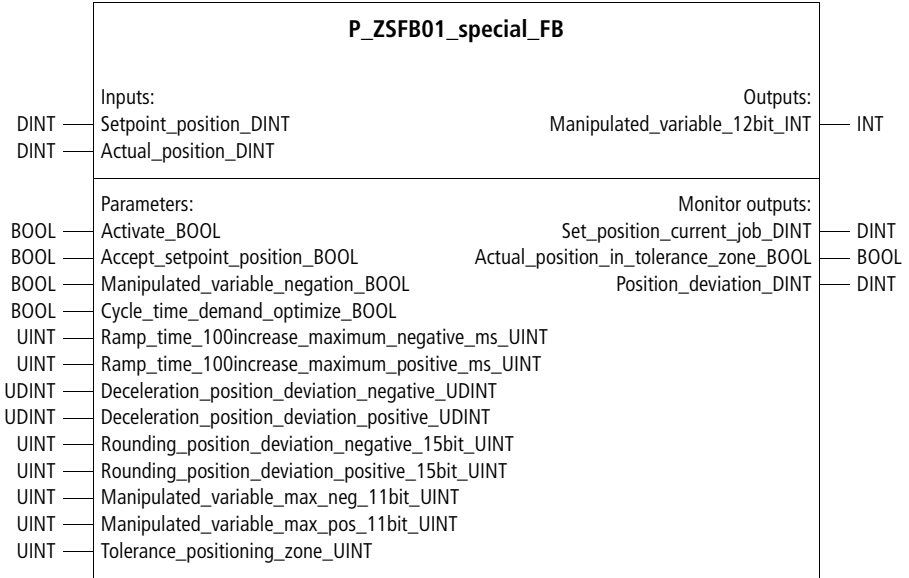 P_ZSFB01_special_FB
Inputs: Outputs:
DINT Setpoint_position_DINT Manipulated_variable_12bit_INT INT
DINT Actual_position_DINT
Parameters: Monitor outputs:
BOOL Activate_BOOL Set_position_current_job_DINT DINT
BOOL Accept_setpoint_position_BOOL Actual_position_in_tolerance_zone_BOOL BOOL
BOOL Manipulated_variable_negation_BOOL Position_deviation_DINT DINT
BOOL Cycle_time_demand_optimize_BOOL
UINT Ramp_time_100increase_maximum_negative_ms_UINT
UINT Ramp_time_100increase_maximum_positive_ms_UINT
UDINT Deceleration_position_deviation_negative_UDINT
UDINT Deceleration_position_deviation_positive_UDINT
UINT Rounding_position_deviation_negative_15bit_UINT
UINT Rounding_position_deviation_positive_15bit_UINT
UINT Manipulated_variable_max_neg_11bit_UINT
UINT Manipulated_variable_max_pos_11bit_UINT
UINT Tolerance_positioning_zone_UINT